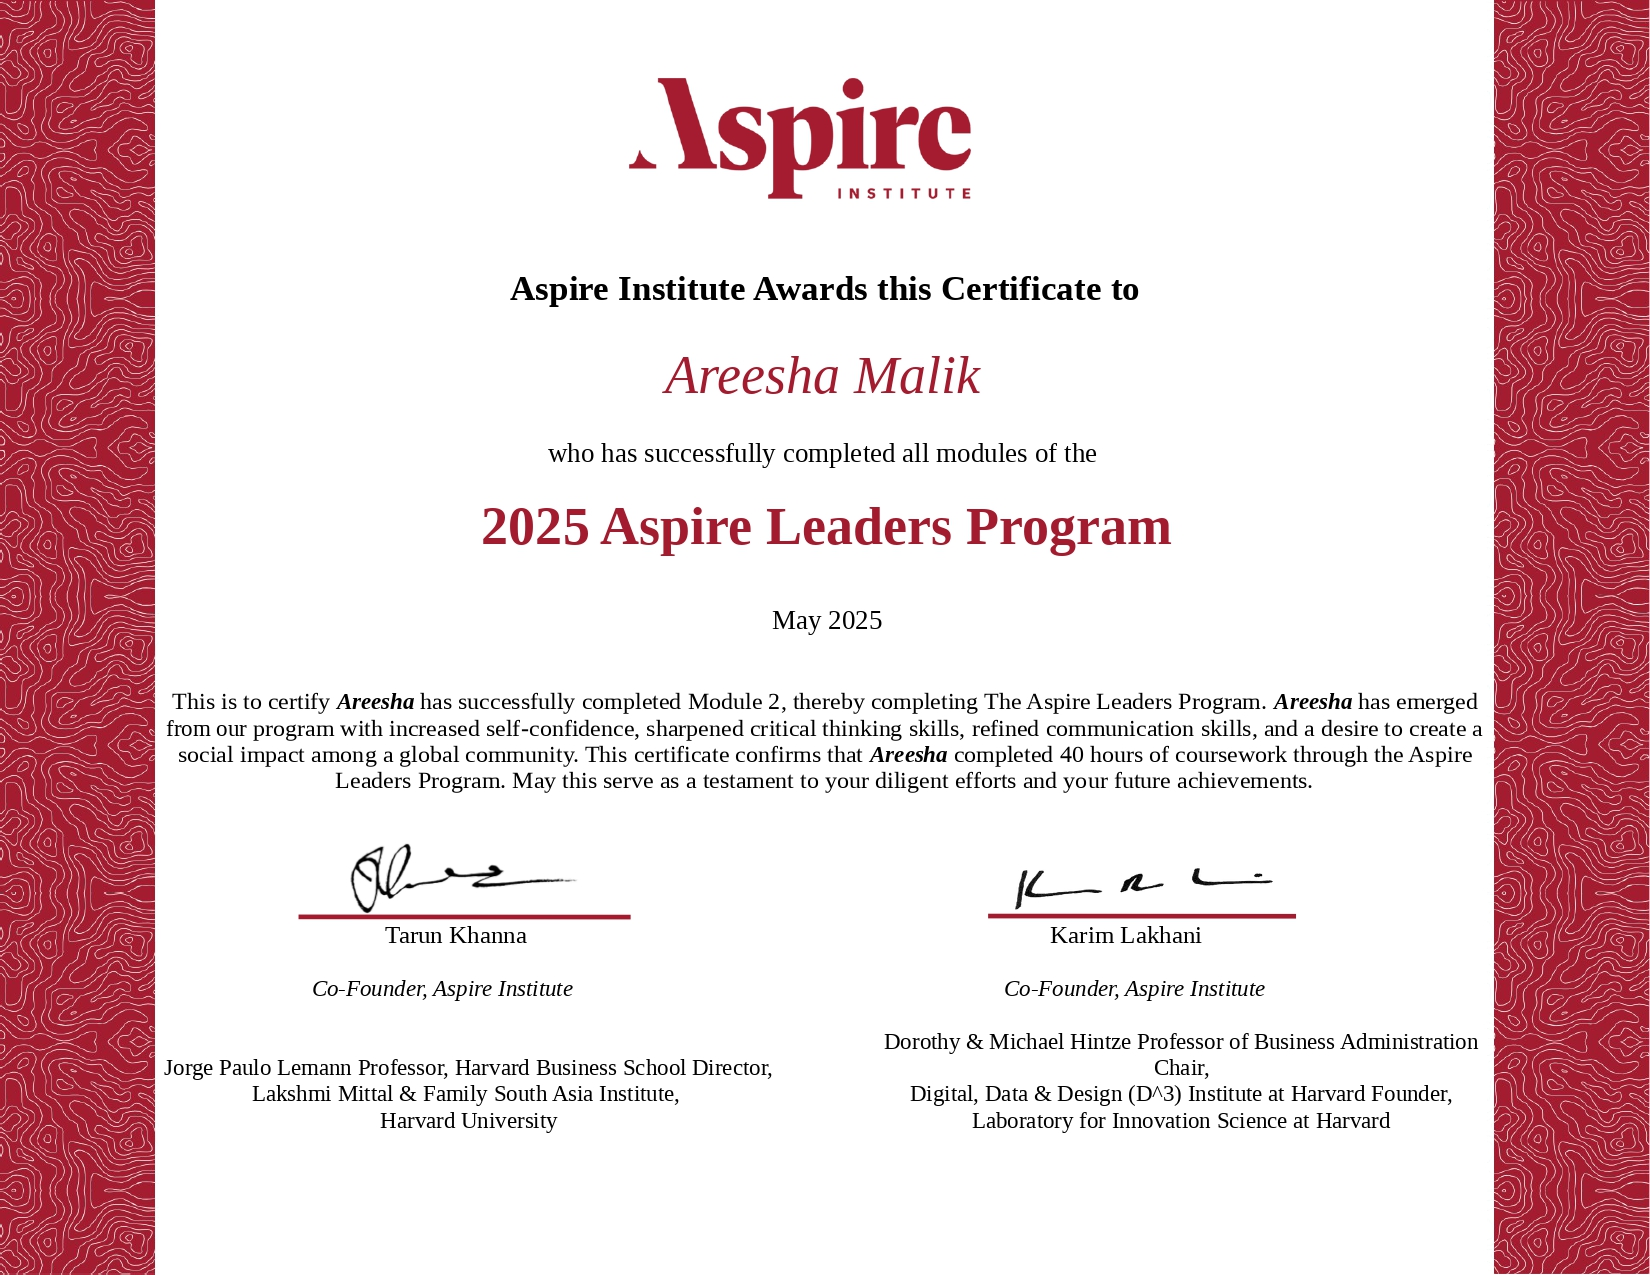 Aspire
INSTITUTE
Aspire Institute Awards this Certificate to
Areesha Malik
who has successfully completed all modules of the
2025 Aspire Leaders Program
May 2025
This is to certify Areesha has successfully completed Module 2, thereby completing The Aspire Leaders Program. Areesha has emerged
from our program with increased self-confidence, sharpened critical thinking skills, refined communication skills, and a desire to create a
social impact among a global community. This certificate confirms that Areesha completed 40 hours of coursework through the Aspire
Leaders Program. May this serve as a testament to your diligent efforts and your future achievements.
Tarun Khanna
Co-Founder, Aspire Institute
Jorge Paulo Lemann Professor, Harvard Business School Director,
Lakshmi Mittal & Family South Asia Institute,
Harvard University
Karim Lakhani
Co-Founder, Aspire Institute
Dorothy & Michael Hintze Professor of Business Administration
Chair,
Digital, Data & Design (D^3) Institute at Harvard Founder,
Laboratory for Innovation Science at Harvard